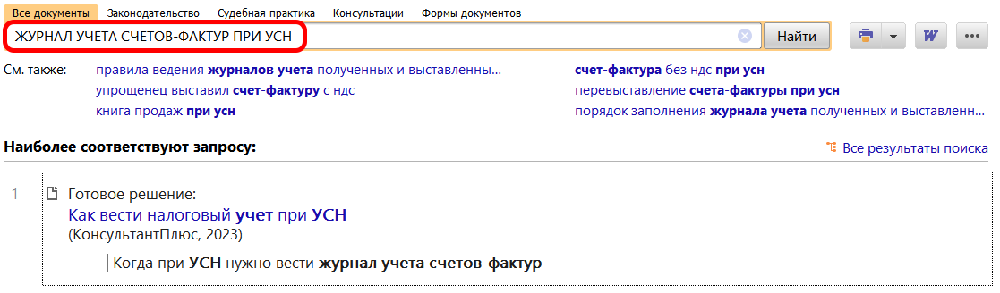 Все документы Законодательство Судебная практика Консультации Формы документов
ЖУРНАЛ УЧЕТА СЧЕТОВ-ФАКТУР ПРИ УСН Найти W
См. также: правила ведения журналов учета полученных и выставленны... счет-фактура без ндс при усн
упрощенец выставил счет-фактуру с ндс перевыставление счета-фактуры при усн
книга продаж при усн порядок заполнения журнала учета полученных и выставленн...
Наиболее соответствуют запросу: Все результаты поиска
1 Готовое решение:
Как вести налоговый учет при УСН
(КонсультантПлюс, 2023)
Когда при УСН нужно вести журнал учета счетов-фактур